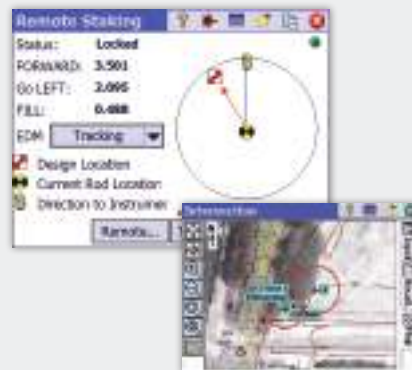 Remote Staking
Status: Locked
FORWARD: 3.501
Go LEFT: 2.095
FILL: 0.488
EDM: Tracking
Design Location
Current Rod Location
Direction to Instrumen
Remote...
Intersection